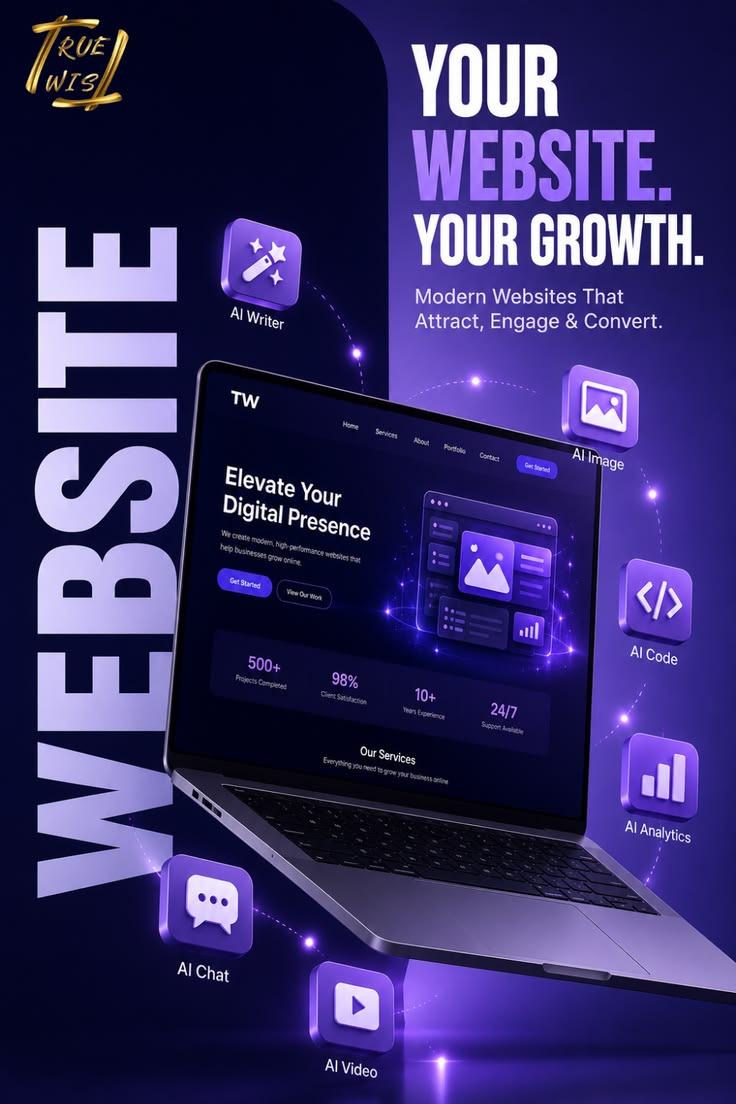 TRUE
WIST
YOUR
WEBSITE.
YOUR GROWTH.
Modern Websites That
Attract, Engage & Convert.
WEBSITE
AI Writer
AI Image
AI Code
AI Analytics
AI Chat
AI Video
TW
Home Services About Portfolio Contact Get Started
Elevate Your
Digital Presence
We create modern, high-performance websites that
help businesses grow online.
Get Started View Our Work
500+ 98% 10+ 24/7
Projects Completed Client Satisfaction Years Experience Support Available
Our Services
Everything you need to grow your business online